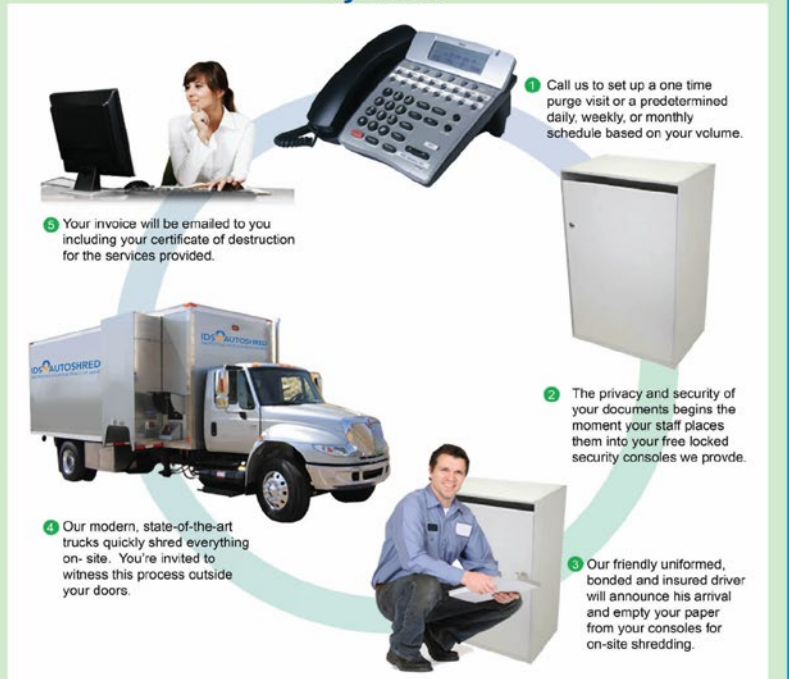 1 Call us to set up a one time
purge visit or a predetermined
daily, weekly, or monthly
schedule based on your volume.
2 The privacy and security of
your documents begins the
moment your staff places
them into your free locked
security consoles we provde.
3 Our friendly uniformed,
bonded and insured driver
will announce his arrival
and empty your paper
from your consoles for
on-site shredding.
4 Our modern, state-of-the-art
trucks quickly shred everything
on- site. You're invited to
witness this process outside
your doors.
5 Your invoice will be emailed to you
including your certificate of destruction
for the services provided.
IDS AUTOSHRED
IDS AUTOSHRED